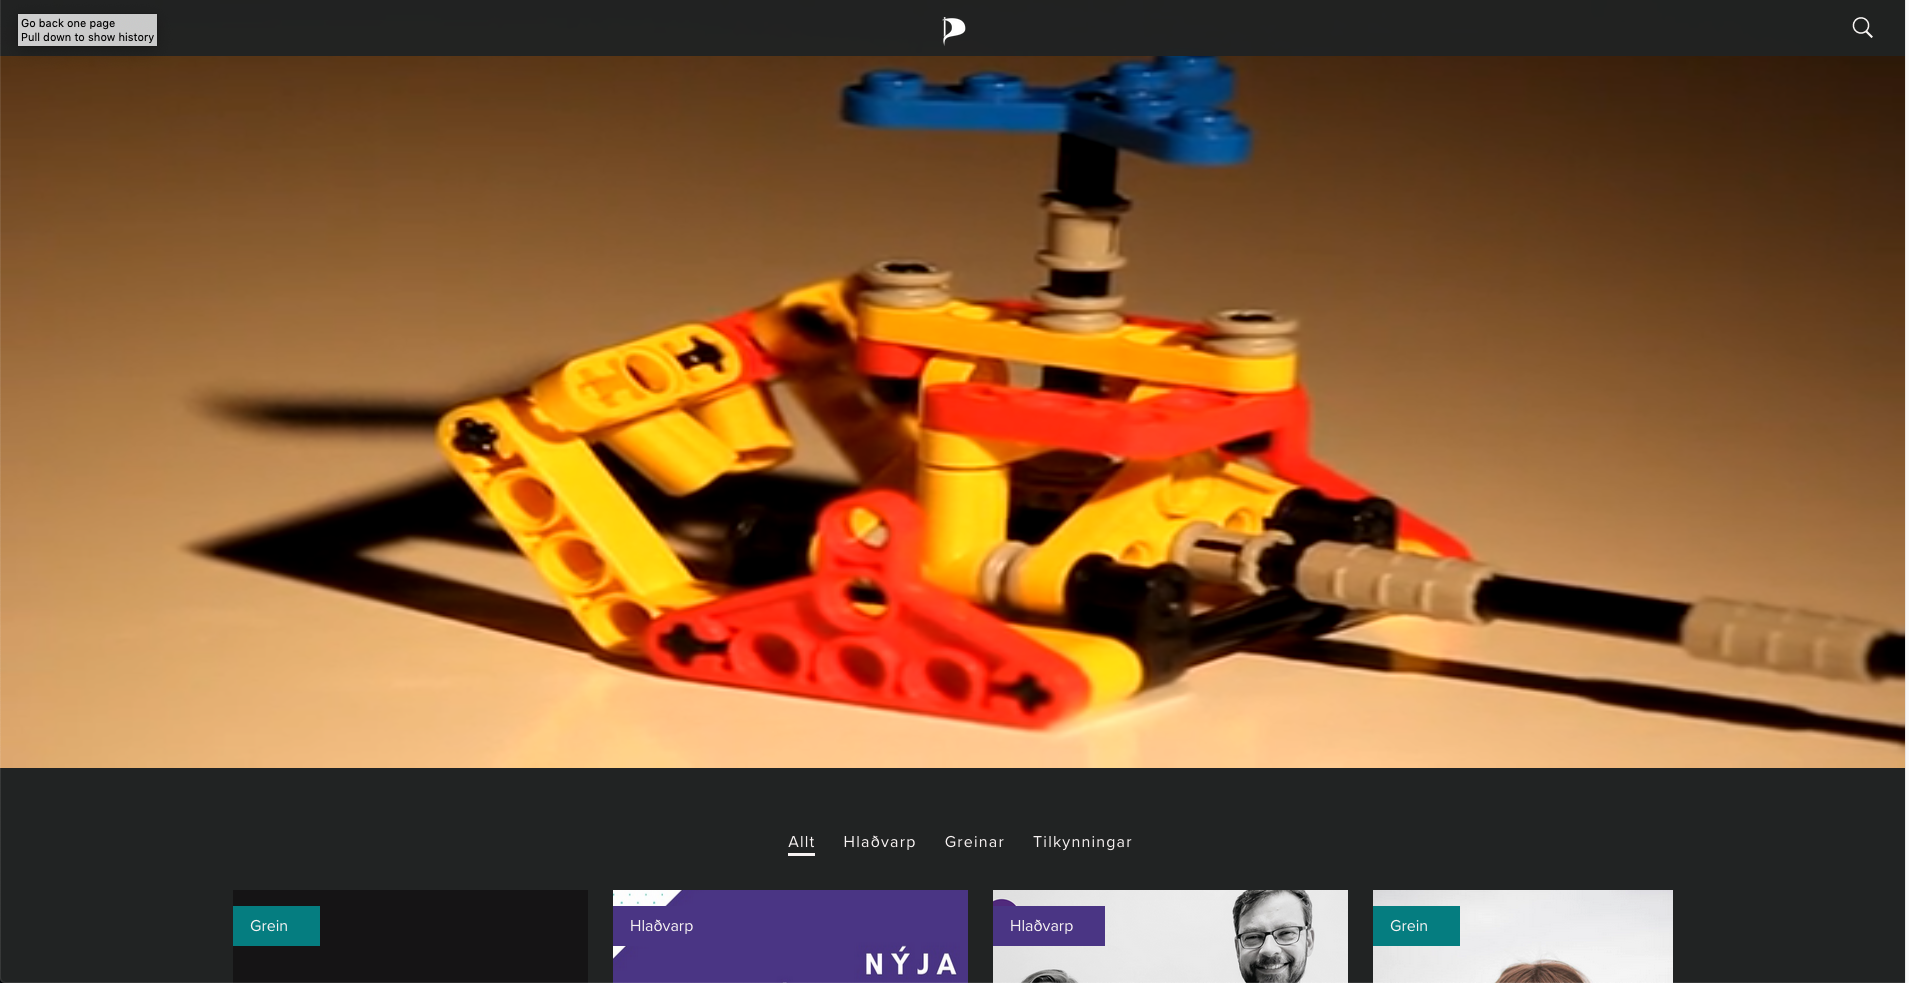 Go back one page
Pull down to show history
Allt Hlaðvarp Greinar Tilkynningar
Grein
Hlaðvarp
NÝJA
Hlaðvarp
Grein